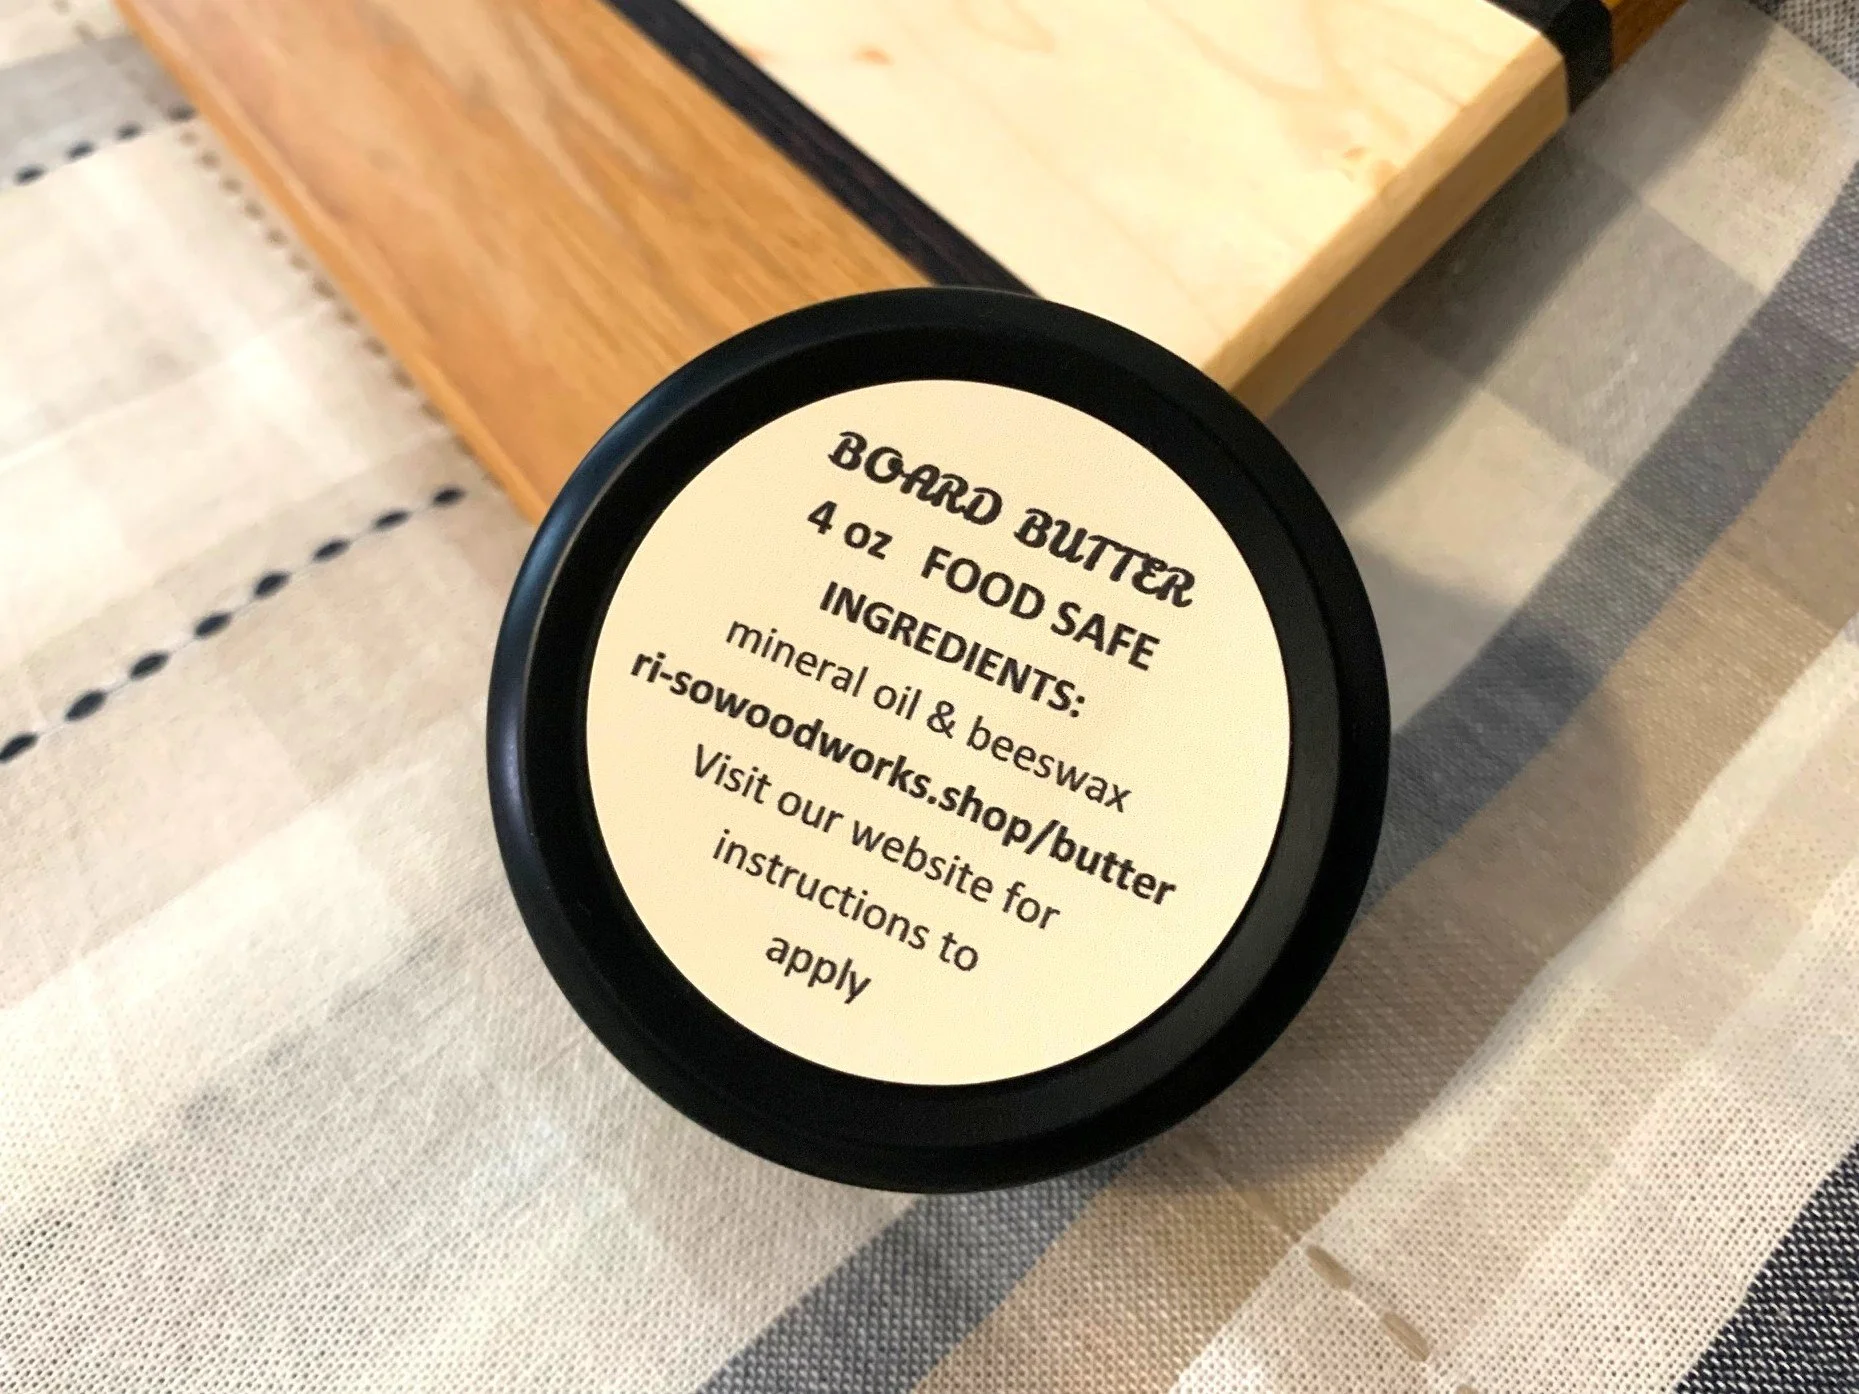 BOARD BUTTER
4 oz FOOD SAFE
INGREDIENTS:
mineral oil & beeswax
ri-sowoodworks.shop/butter
Visit our website for
instructions to
apply